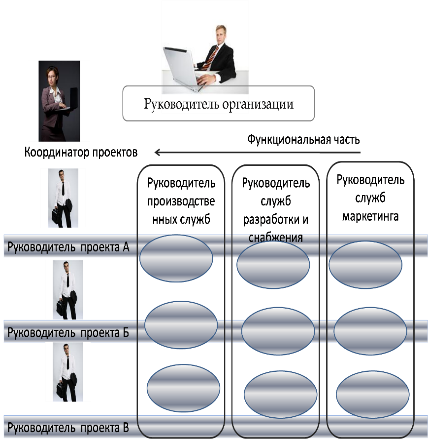 Руководитель организации
Функциональная часть
Координатор проектов
Руководитель
производстве
нных служб
Руководитель
служб
разработки и
снабжения
Руководитель
служб
маркетинга
Руководитель проекта А
Руководитель проекта Б
Руководитель проекта В